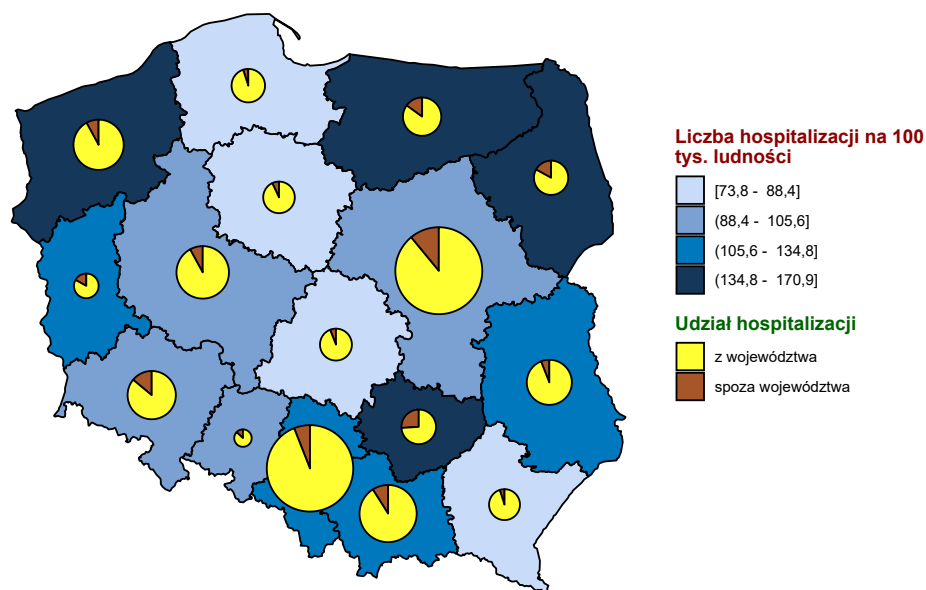 Liczba hospitalizacji na 100
tys. ludności
[73,8 - 88,4]
(88,4 - 105,6]
(105,6 - 134,8]
(134,8 - 170,9]
Udział hospitalizacji
z województwa
spoza województwa